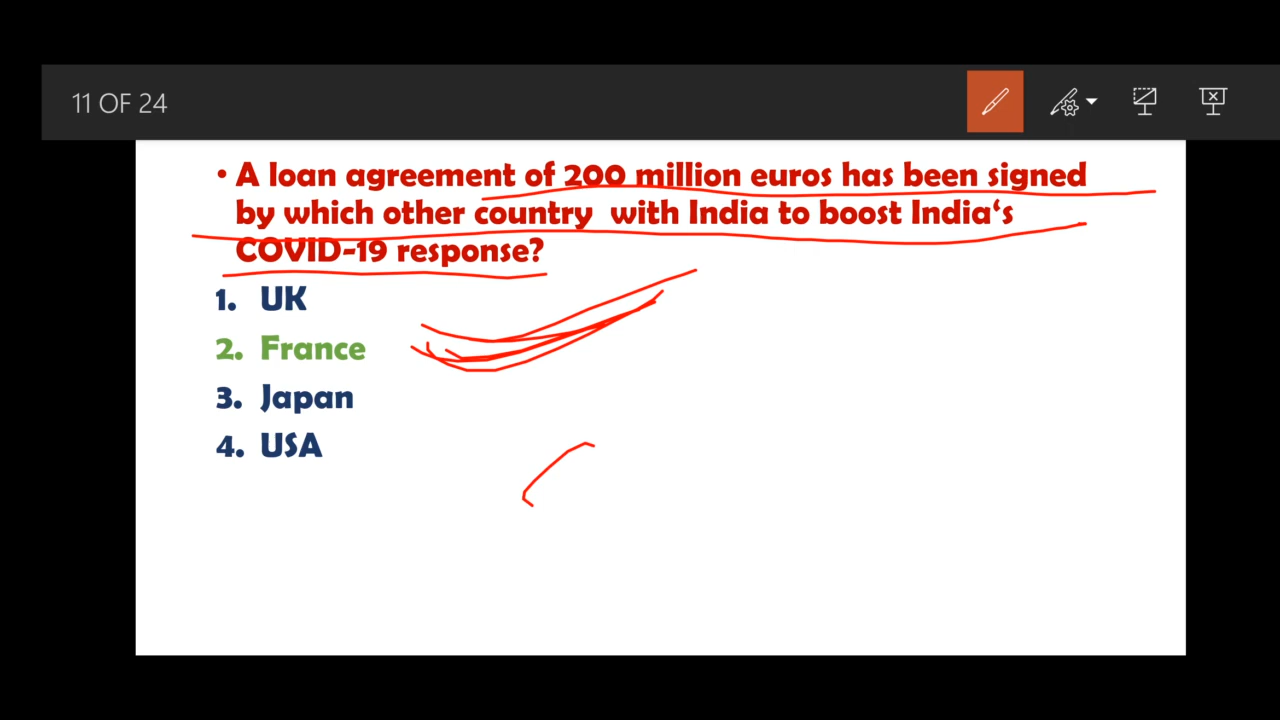 11 OF 24
• A loan agreement of 200 million euros has been signed
by which other country with India to boost India‘s
COVID-19 response?
1. UK
2. France
3. Japan
4. USA